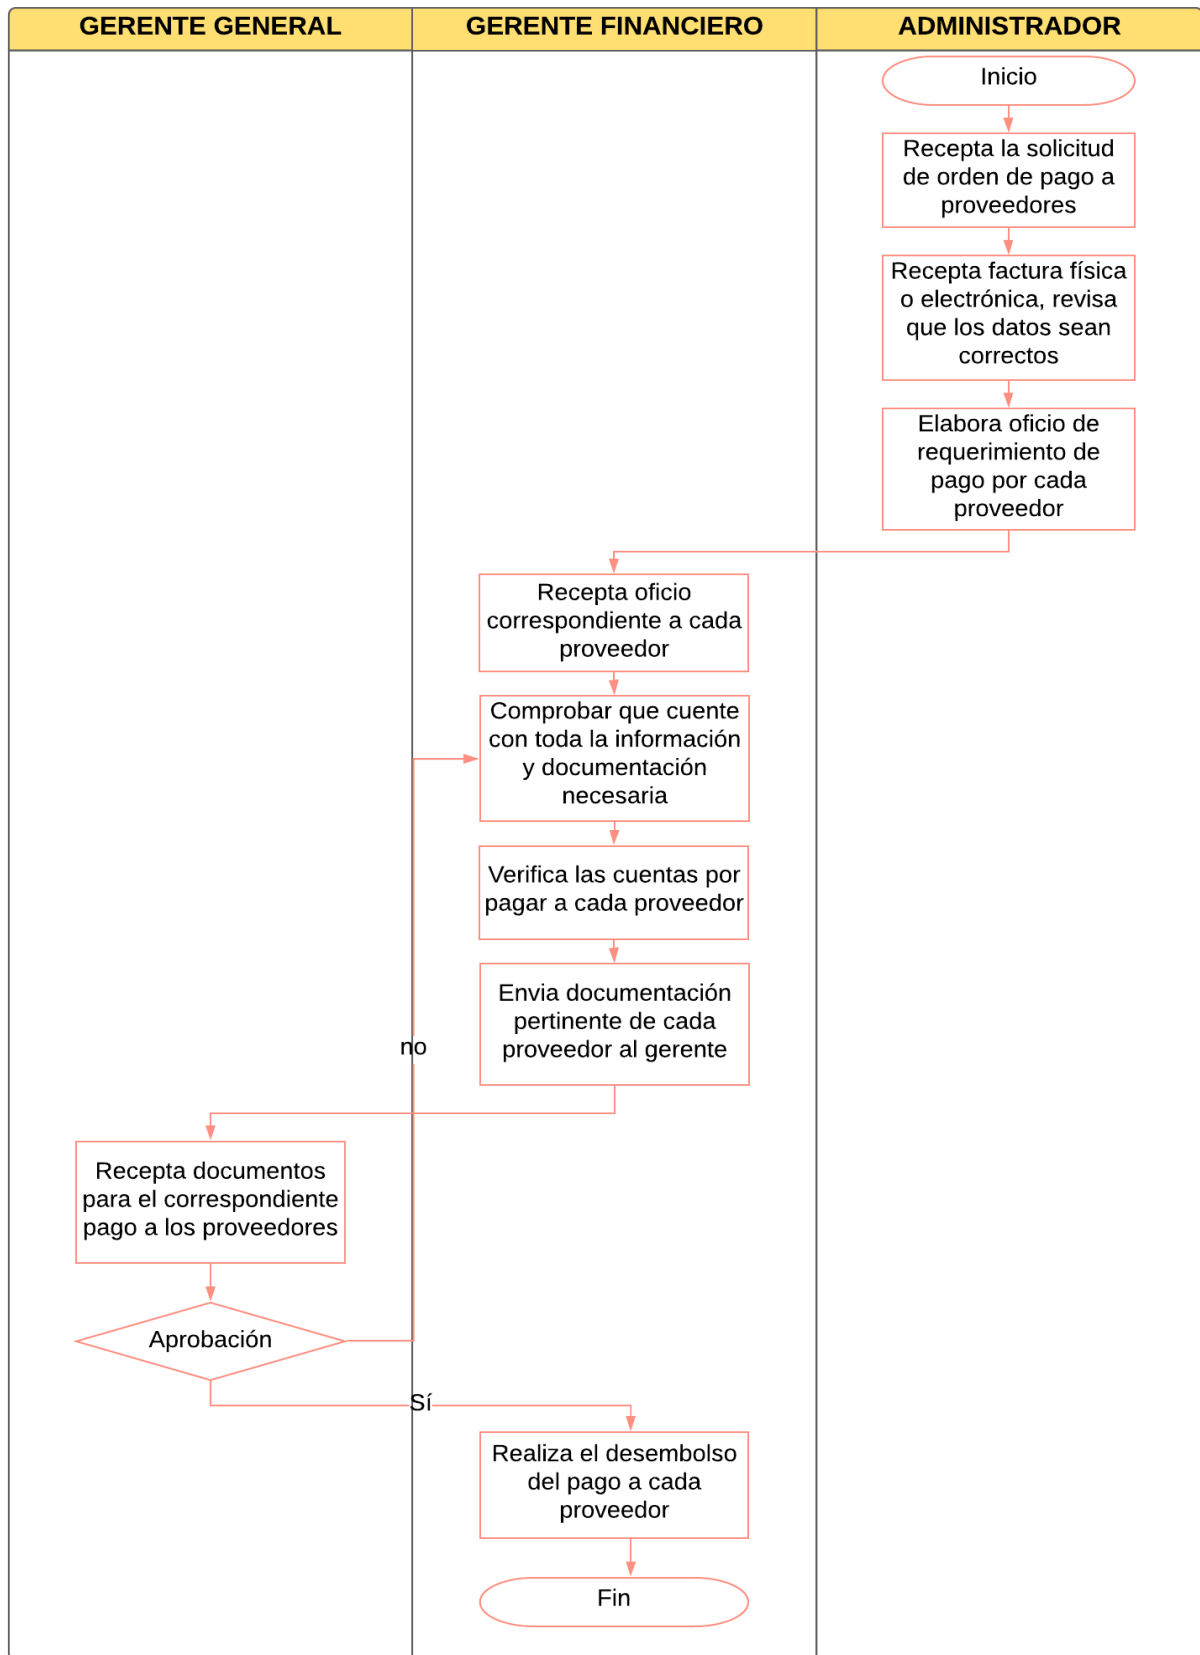 GERENTE GENERAL
GERENTE FINANCIERO
ADMINISTRADOR
Inicio
Recepta la solicitud
de orden de pago a
proveedores
Recepta factura física
o electrónica, revisa
que los datos sean
correctos
Elabora oficio de
requerimiento de
pago por cada
proveedor
Recepta oficio
correspondiente a cada
proveedor
Comprobar que cuente
con toda la información
y documentación
necesaria
Verifica las cuentas por
pagar a cada proveedor
Envia documentación
pertinente de cada
proveedor al gerente
no
Recepta documentos
para el correspondiente
pago a los proveedores
Aprobación
Sí
Realiza el desembolso
del pago a cada
proveedor
Fin